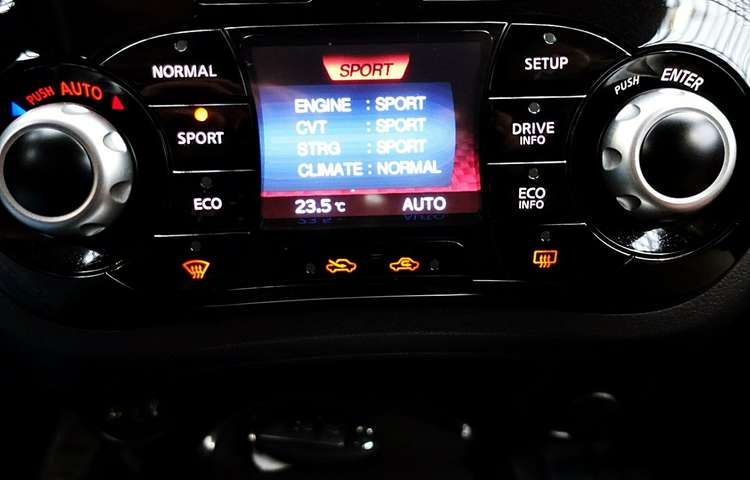 PUSH AUTO
NORMAL
SPORT
ECO
SPORT
ENGINE : SPORT
CVT : SPORT
STRG : SPORT
CLIMATE : NORMAL
23.5 ℃ AUTO
SETUP
DRIVE
INFO
ECO
INFO
PUSH ENTER